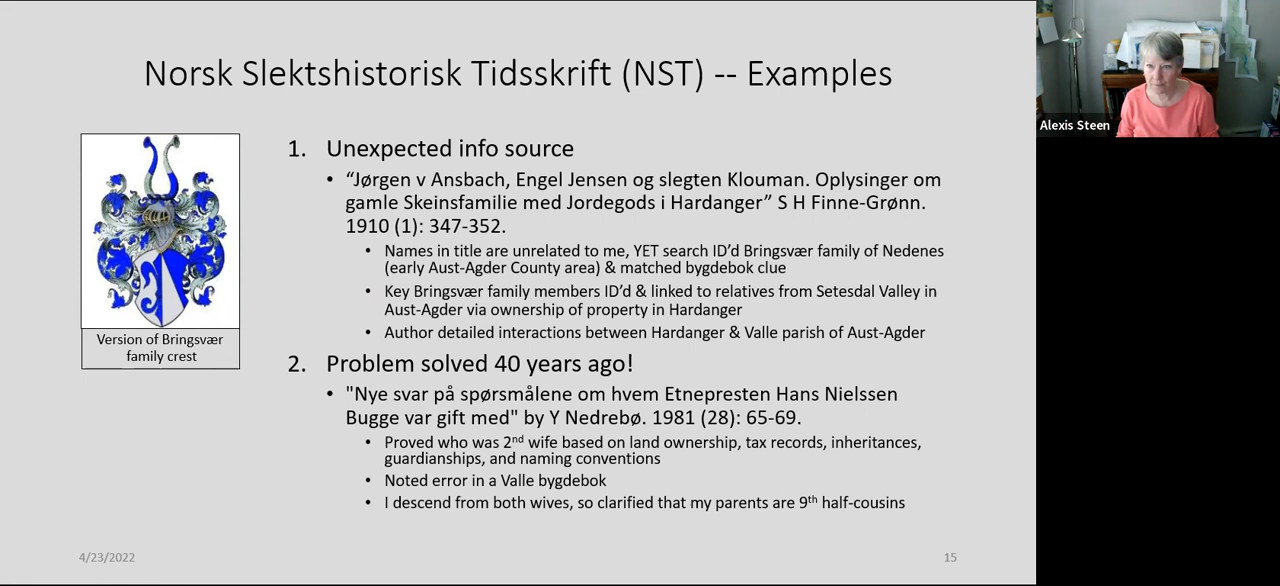 Norsk Slektshistorisk Tidsskrift (NST) -- Examples
Version of Bringsvær
family crest
1. Unexpected info source
• “Jørgen v Ansbach, Engel Jensen og slegten Klouman. Oplysinger om
gamle Skeinsfamilie med Jordegods i Hardanger” S H Finne-Grønn.
1910 (1): 347-352.
• Names in title are unrelated to me, YET search ID’d Bringsvær family of Nedenes
(early Aust-Agder County area) & matched bygdebok clue
• Key Bringsvær family members ID’d & linked to relatives from Setesdal Valley in
Aust-Agder via ownership of property in Hardanger
• Author detailed interactions between Hardanger & Valle parish of Aust-Agder
2. Problem solved 40 years ago!
• "Nye svar på spørsmålene om hvem Etnepresten Hans Nielssen
Bugge var gift med" by Y Nedrebø. 1981 (28): 65-69.
• Proved who was 2nd wife based on land ownership, tax records, inheritances,
guardianships, and naming conventions
• Noted error in a Valle bygdebok
• I descend from both wives, so clarified that my parents are 9th half-cousins
4/23/2022
15
Alexis Steen